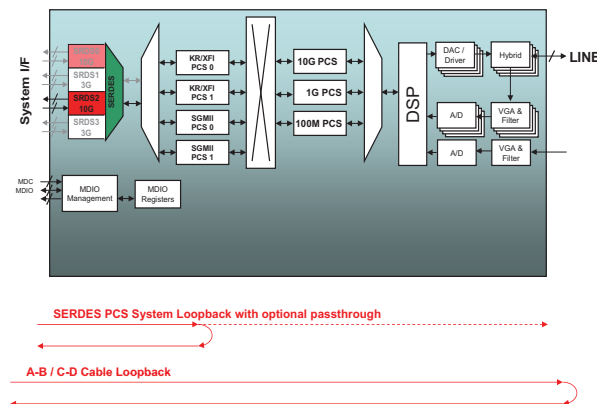 System I/F
SRDS0
10G
SRDS1
3G
SRDS2
10G
SRDS3
3G
SERDES
KR/XFI
PCS 0
KR/XFI
PCS 1
SGMII
PCS 0
SGMII
PCS 1
10G PCS
1G PCS
100M PCS
DSP
DAC /
Driver
Hybrid
LINE
A/D
VGA &
Filter
A/D
VGA &
Filter
MDC
MDIO
MDIO
Management
MDIO
Registers
SERDES PCS System Loopback with optional passthrough
A-B / C-D Cable Loopback